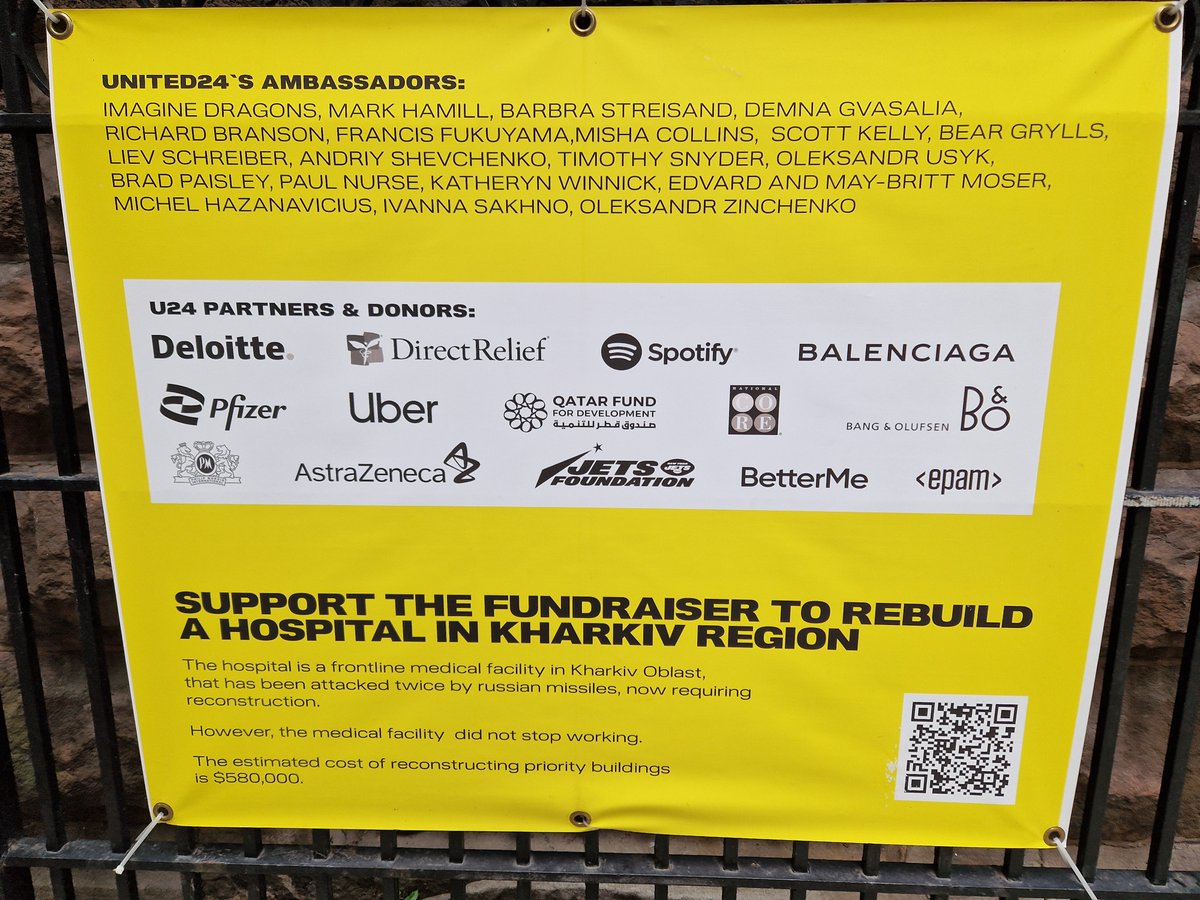 UNITED24`S AMBASSADORS:
IMAGINE DRAGONS, MARK HAMILL, BARBRA STREISAND, DEMNA GVASALIA,
RICHARD BRANSON, FRANCIS FUKUYAMA,MISHA COLLINS, SCOTT KELLY, BEAR GRYLLS,
LIEV SCHREIBER, ANDRIY SHEVCHENKO, TIMOTHY SNYDER, OLEKSANDR USYK,
BRAD PAISLEY, PAUL NURSE, KATHERYN WINNICK, EDVARD AND MAY-BRITT MOSER,
MICHEL HAZANAVICIUS, IVANNA SAKHNO, OLEKSANDR ZINCHENKO
U24 PARTNERS & DONORS:
Deloitte.
DirectRelief
Spotify
BALENCIAGA
Pfizer
Uber
QATAR FUND
FOR DEVELOPMENT
صندوق قطر للتنمية
NATIONAL
CO
RE
BANG & OLUFSEN
B&O
PM
AstraZeneca
JETS
FOUNDATION
BetterMe
<epam>
SUPPORT THE FUNDRAISER TO REBUILD
A HOSPITAL IN KHARKIV REGION
The hospital is a frontline medical facility in Kharkiv Oblast,
that has been attacked twice by russian missiles, now requiring
reconstruction.
However, the medical facility did not stop working.
The estimated cost of reconstructing priority buildings
is $580,000.